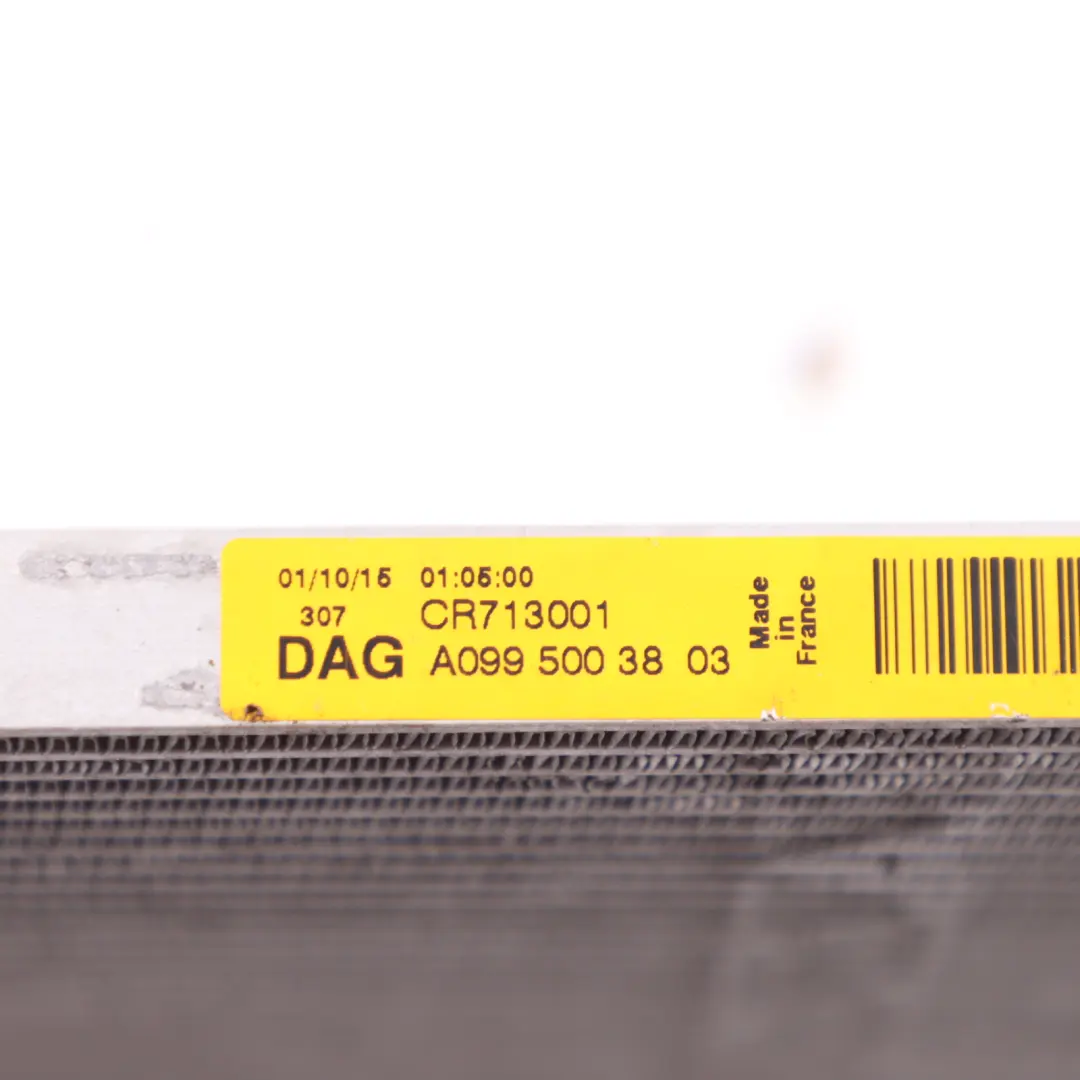 01/10/15 01:05:00
307 CR713001
DAG A099 500 38 03
Made
in
France